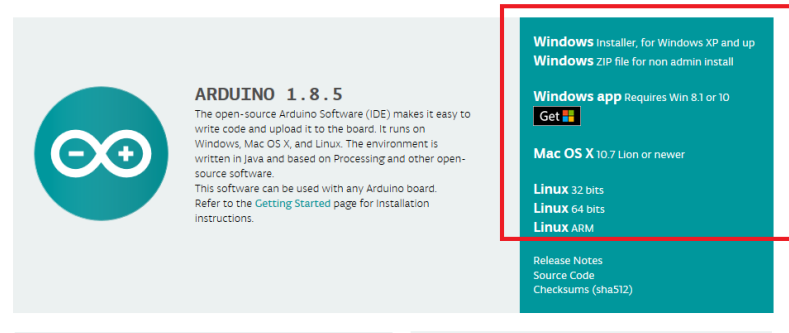 ARDUINO 1.8.5
The open-source Arduino Software (IDE) makes it easy to
write code and upload it to the board. It runs on
Windows, Mac OS X, and Linux. The environment is
written in Java and based on Processing and other open-
source software.
This software can be used with any Arduino board.
Refer to the Getting Started page for Installation
instructions.
Windows Installer, for Windows XP and up
Windows ZIP file for non admin install
Windows app Requires Win 8.1 or 10
Get
Mac OS X 10.7 Lion or newer
Linux 32 bits
Linux 64 bits
Linux ARM
Release Notes
Source Code
Checksums (sha512)